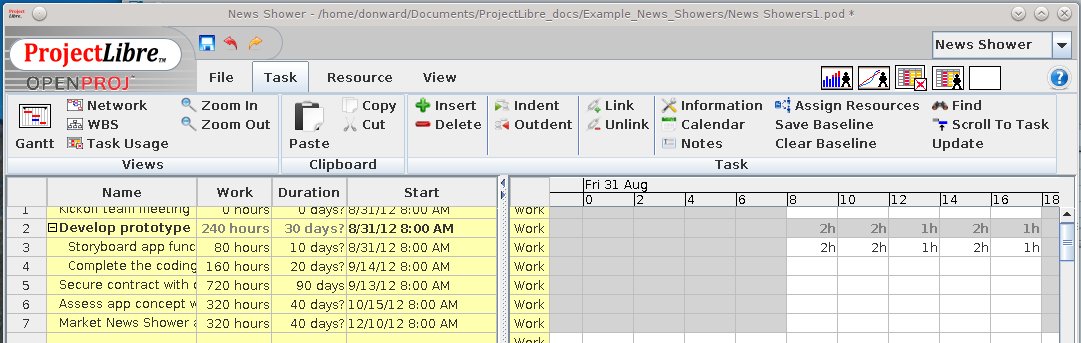 News Shower - /home/donward/Documents/ProjectLibre_docs/Example_News_Showers/News Showers1.pod *
ProjectLibre™
OPENPROJ
News Shower
File Task Resource View
?
Gantt
Network
WBS
Task Usage
Zoom In
Zoom Out
Views
Paste
Copy
Cut
Clipboard
Insert
Delete
Indent
Outdent
Link
Unlink
Information
Calendar
Notes
Assign Resources
Save Baseline
Clear Baseline
Find
Scroll To Task
Update
Task
Name Work Duration Start
Fri 31 Aug
0 2 4 6 8 10 12 14 16 18
1 Kickoff team meeting 0 hours 0 days? 8/31/12 8:00 AM Work
2 Develop prototype 240 hours 30 days? 8/31/12 8:00 AM Work 2h 2h 1h 2h 1h
3 Storyboard app func 80 hours 10 days? 8/31/12 8:00 AM Work 2h 2h 1h 2h 1h
4 Complete the coding 160 hours 20 days? 9/14/12 8:00 AM Work
5 Secure contract with 720 hours 90 days 9/13/12 8:00 AM Work
6 Assess app concept w 320 hours 40 days? 10/15/12 8:00 AM Work
7 Market News Shower a 320 hours 40 days? 12/10/12 8:00 AM Work